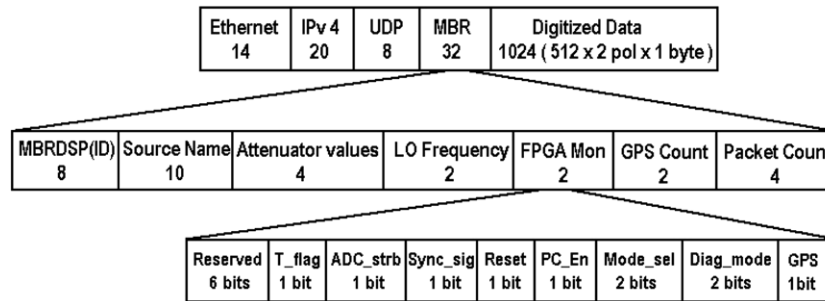 Ethernet IPv 4 UDP MBR Digitized Data
14 20 8 32 1024 ( 512 x 2 pol x 1 byte )
MBRDSP(ID) Source Name Attenuator values LO Frequency FPGA Mon GPS Count Packet Coun
8 10 4 2 2 2 4
Reserved T_flag ADC_strb Sync_sig Reset PC_En Mode_sel Diag_mode GPS
6 bits 1 bit 1 bit 1 bit 1 bit 1 bit 2 bits 2 bits 1bit